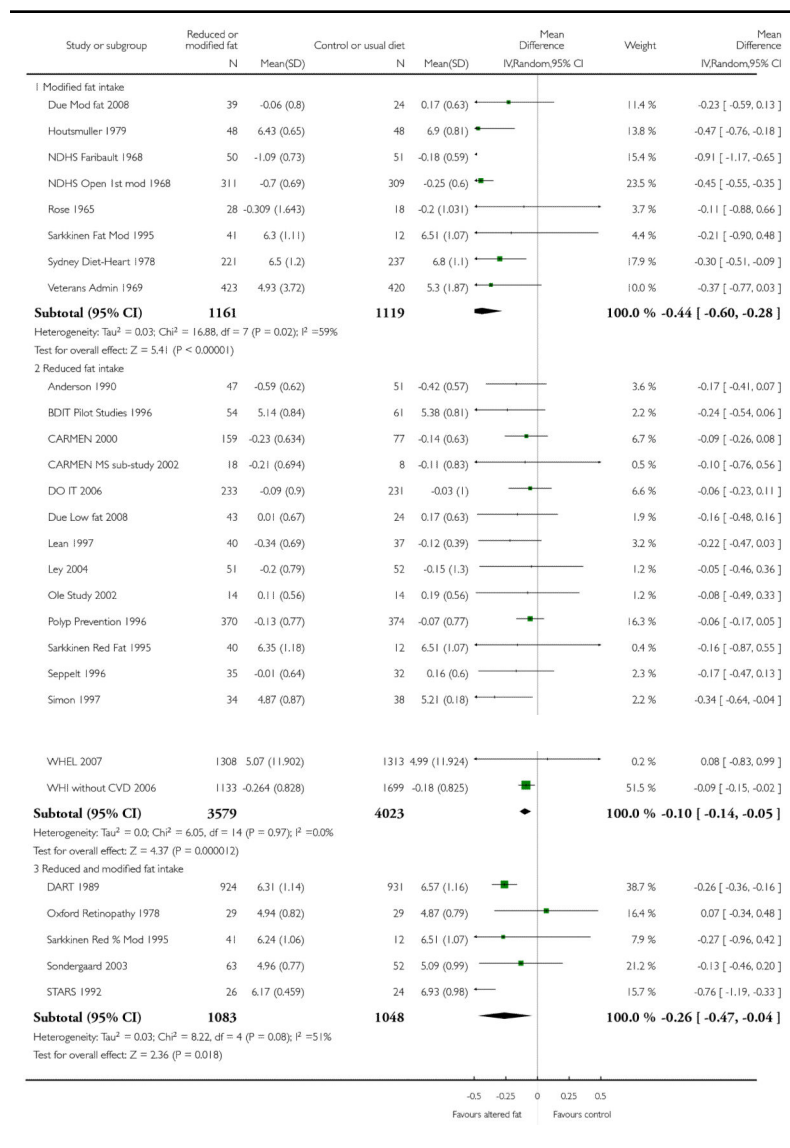 Study or subgroup Reduced or modified fat Control or usual diet Mean Difference Weight Mean Difference
N Mean(SD) N Mean(SD) IV,Random,95% CI IV,Random,95% CI
1 Modified fat intake
Due Mod fat 2008 39 -0.06 (0.8) 24 0.17 (0.63) 11.4 % -0.23 [ -0.59, 0.13 ]
Houtsmuller 1979 48 6.43 (0.65) 48 6.9 (0.81) 13.8 % -0.47 [ -0.76, -0.18 ]
NDHS Faribault 1968 50 -1.09 (0.73) 51 -0.18 (0.59) 15.4 % -0.91 [ -1.17, -0.65 ]
NDHS Open 1st mod 1968 311 -0.7 (0.69) 309 -0.25 (0.6) 23.5 % -0.45 [ -0.55, -0.35 ]
Rose 1965 28 -0.309 (1.643) 18 -0.2 (1.031) 3.7 % -0.11 [ -0.88, 0.66 ]
Sarkkinen Fat Mod 1995 41 6.3 (1.11) 12 6.51 (1.07) 4.4 % -0.21 [ -0.90, 0.48 ]
Sydney Diet-Heart 1978 221 6.5 (1.2) 237 6.8 (1.1) 17.9 % -0.30 [ -0.51, -0.09 ]
Veterans Admin 1969 423 4.93 (3.72) 420 5.3 (1.87) 10.0 % -0.37 [ -0.77, 0.03 ]
Subtotal (95% CI) 1161 1119 100.0 % -0.44 [ -0.60, -0.28 ]
Heterogeneity: Tau² = 0.03; Chi² = 16.88, df = 7 (P = 0.02); I² =59%
Test for overall effect: Z = 5.41 (P < 0.00001)
2 Reduced fat intake
Anderson 1990 47 -0.59 (0.62) 51 -0.42 (0.57) 3.6 % -0.17 [ -0.41, 0.07 ]
BDIT Pilot Studies 1996 54 5.14 (0.84) 61 5.38 (0.81) 2.2 % -0.24 [ -0.54, 0.06 ]
CARMEN 2000 159 -0.23 (0.634) 77 -0.14 (0.63) 6.7 % -0.09 [ -0.26, 0.08 ]
CARMEN MS sub-study 2002 18 -0.21 (0.694) 8 -0.11 (0.83) 0.5 % -0.10 [ -0.76, 0.56 ]
DO IT 2006 233 -0.09 (0.9) 231 -0.03 (1) 6.6 % -0.06 [ -0.23, 0.11 ]
Due Low fat 2008 43 0.01 (0.67) 24 0.17 (0.63) 1.9 % -0.16 [ -0.48, 0.16 ]
Lean 1997 40 -0.34 (0.69) 37 -0.12 (0.39) 3.2 % -0.22 [ -0.47, 0.03 ]
Ley 2004 51 -0.2 (0.79) 52 -0.15 (1.3) 1.2 % -0.05 [ -0.46, 0.36 ]
Ole Study 2002 14 0.11 (0.56) 14 0.19 (0.56) 1.2 % -0.08 [ -0.49, 0.33 ]
Polyp Prevention 1996 370 -0.13 (0.77) 374 -0.07 (0.77) 16.3 % -0.06 [ -0.17, 0.05 ]
Sarkkinen Red Fat 1995 40 6.35 (1.18) 12 6.51 (1.07) 0.4 % -0.16 [ -0.87, 0.55 ]
Seppelt 1996 35 -0.01 (0.64) 32 0.16 (0.6) 2.3 % -0.17 [ -0.47, 0.13 ]
Simon 1997 34 4.87 (0.87) 38 5.21 (0.18) 2.2 % -0.34 [ -0.64, -0.04 ]
WHEL 2007 1308 5.07 (11.902) 1313 4.99 (11.924) 0.2 % 0.08 [ -0.83, 0.99 ]
WHI without CVD 2006 1133 -0.264 (0.828) 1699 -0.18 (0.825) 51.5 % -0.09 [ -0.15, -0.02 ]
Subtotal (95% CI) 3579 4023 100.0 % -0.10 [ -0.14, -0.05 ]
Heterogeneity: Tau² = 0.0; Chi² = 6.05, df = 14 (P = 0.97); I² =0.0%
Test for overall effect: Z = 4.37 (P = 0.000012)
3 Reduced and modified fat intake
DART 1989 924 6.31 (1.14) 931 6.57 (1.16) 38.7 % -0.26 [ -0.36, -0.16 ]
Oxford Retinopathy 1978 29 4.94 (0.82) 29 4.87 (0.79) 16.4 % 0.07 [ -0.34, 0.48 ]
Sarkkinen Red % Mod 1995 41 6.24 (1.06) 12 6.51 (1.07) 7.9 % -0.27 [ -0.96, 0.42 ]
Sondergaard 2003 63 4.96 (0.77) 52 5.09 (0.99) 21.2 % -0.13 [ -0.46, 0.20 ]
STARS 1992 26 6.17 (0.459) 24 6.93 (0.98) 15.7 % -0.76 [ -1.19, -0.33 ]
Subtotal (95% CI) 1083 1048 100.0 % -0.26 [ -0.47, -0.04 ]
Heterogeneity: Tau² = 0.03; Chi² = 8.22, df = 4 (P = 0.08); I² =51%
Test for overall effect: Z = 2.36 (P = 0.018)
-0.5 -0.25 0 0.25 0.5
Favours altered fat Favours control